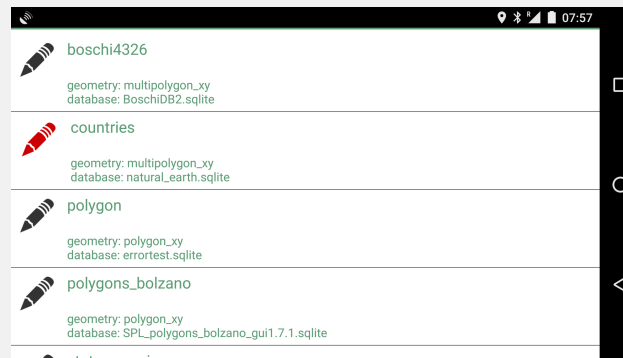 R 07:57
boschi4326
geometry: multipolygon_xy
database: BoschiDB2.sqlite
countries
geometry: multipolygon_xy
database: natural_earth.sqlite
polygon
geometry: polygon_xy
database: errortest.sqlite
polygons_bolzano
geometry: polygon_xy
database: SPL_polygons_bolzano_gui1.7.1.sqlite